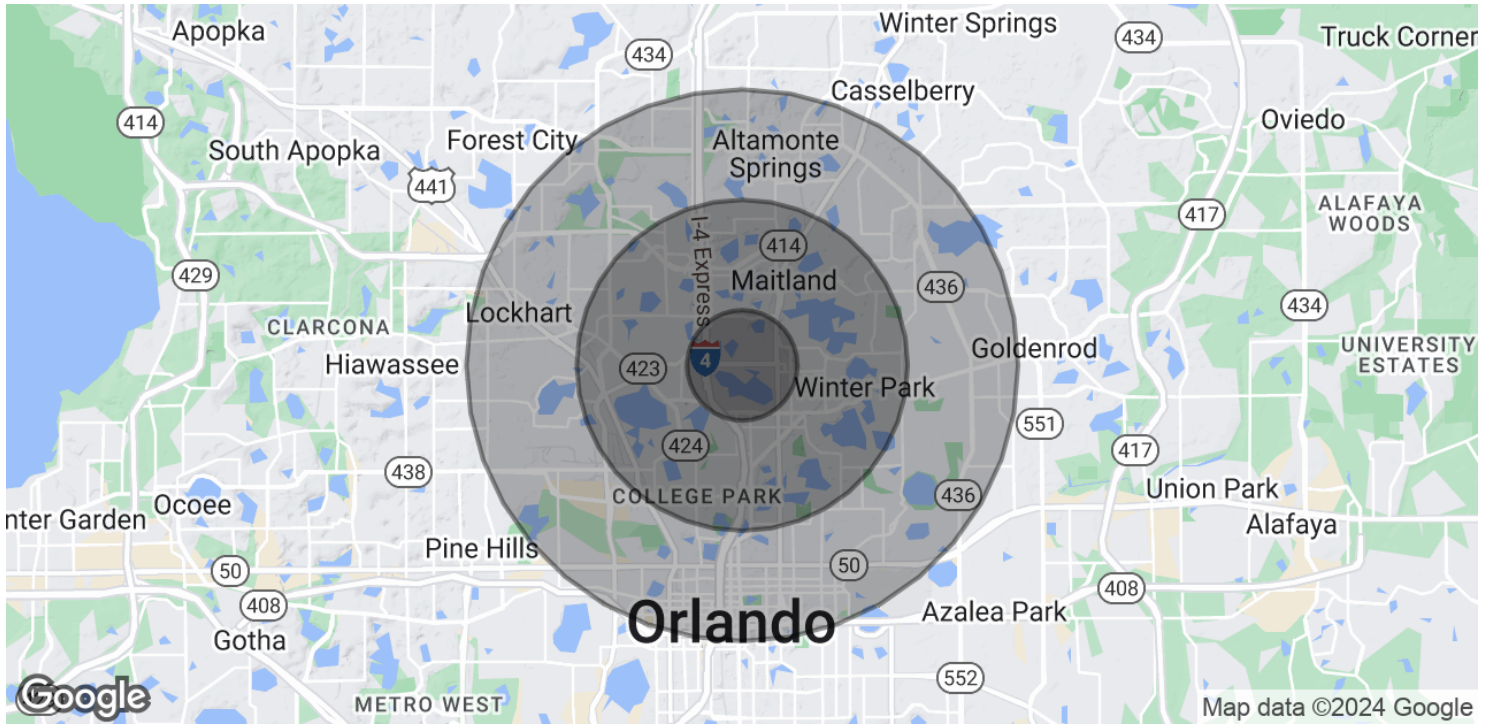 Apopka
434
Winter Springs
434
Truck Corner
414
Casselberry
Oviedo
South Apopka
Forest City
Altamonte
Springs
441
417
ALAFAYA
WOODS
429
I-4 Express
414
Maitland
436
434
CLARCONA
Lockhart
Hiawassee
423
4
Winter Park
Goldenrod
UNIVERSITY
ESTATES
551
417
424
438
COLLEGE PARK
436
Union Park
Alafaya
nter Garden
Ocoee
Pine Hills
50
50
408
408
Gotha
Orlando
Azalea Park
552
METRO WEST
Google
Map data ©2024 Google